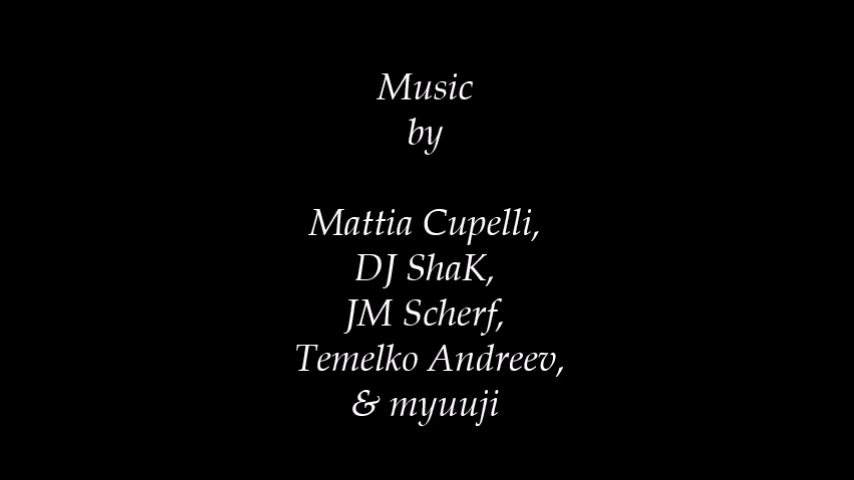 Music
by
Mattia Cupelli,
DJ ShaK,
JM Scherf,
Temelko Andreev,
& myuuji